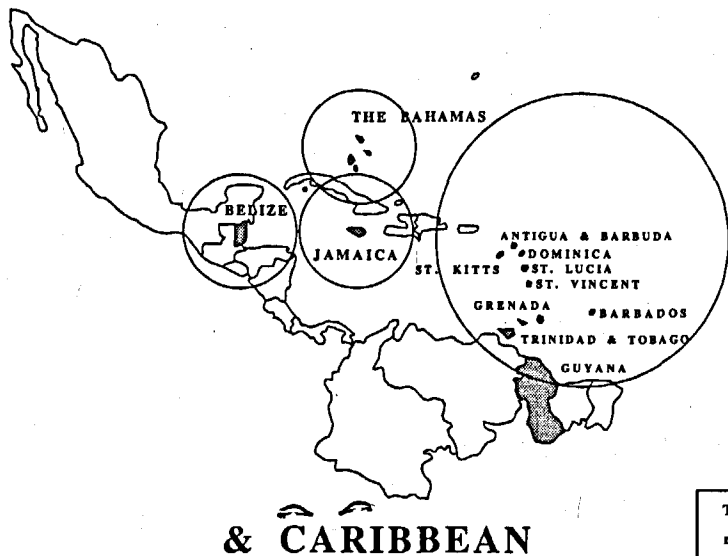 THE BAHAMAS
BELIZE
JAMAICA
ANTIGUA & BARBUDA
DOMINICA
ST. KITTS
ST. LUCIA
ST. VINCENT
GRENADA
BARBADOS
TRINIDAD & TOBAGO
GUYANA
& CARIBBEAN